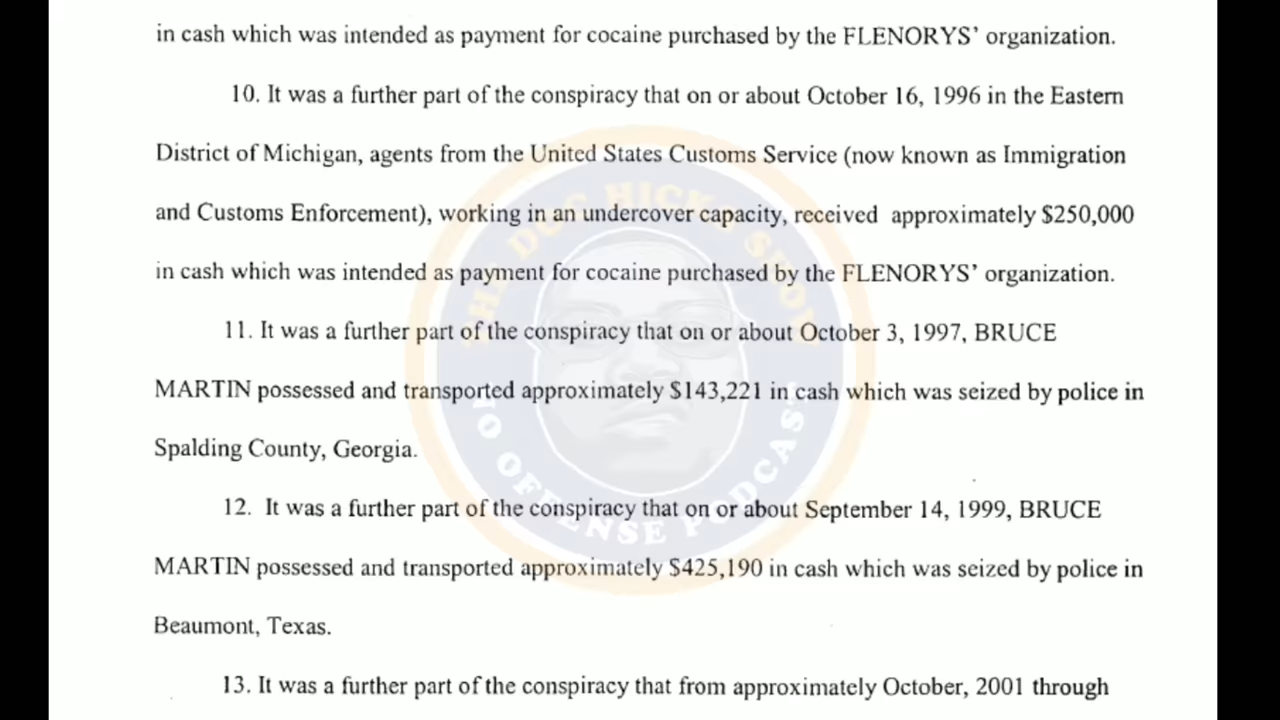 in cash which was intended as payment for cocaine purchased by the FLENORYS' organization.
10. It was a further part of the conspiracy that on or about October 16, 1996 in the Eastern
District of Michigan, agents from the United States Customs Service (now known as Immigration
and Customs Enforcement), working in an undercover capacity, received approximately $250,000
in cash which was intended as payment for cocaine purchased by the FLENORYS' organization.
11. It was a further part of the conspiracy that on or about October 3, 1997, BRUCE
MARTIN possessed and transported approximately $143,221 in cash which was seized by police in
Spalding County, Georgia.
12. It was a further part of the conspiracy that on or about September 14, 1999, BRUCE
MARTIN possessed and transported approximately $425,190 in cash which was seized by police in
Beaumont, Texas.
13. It was a further part of the conspiracy that from approximately October, 2001 through
THE DOC HICKS SHOW
NO OFFENSE PODCAST